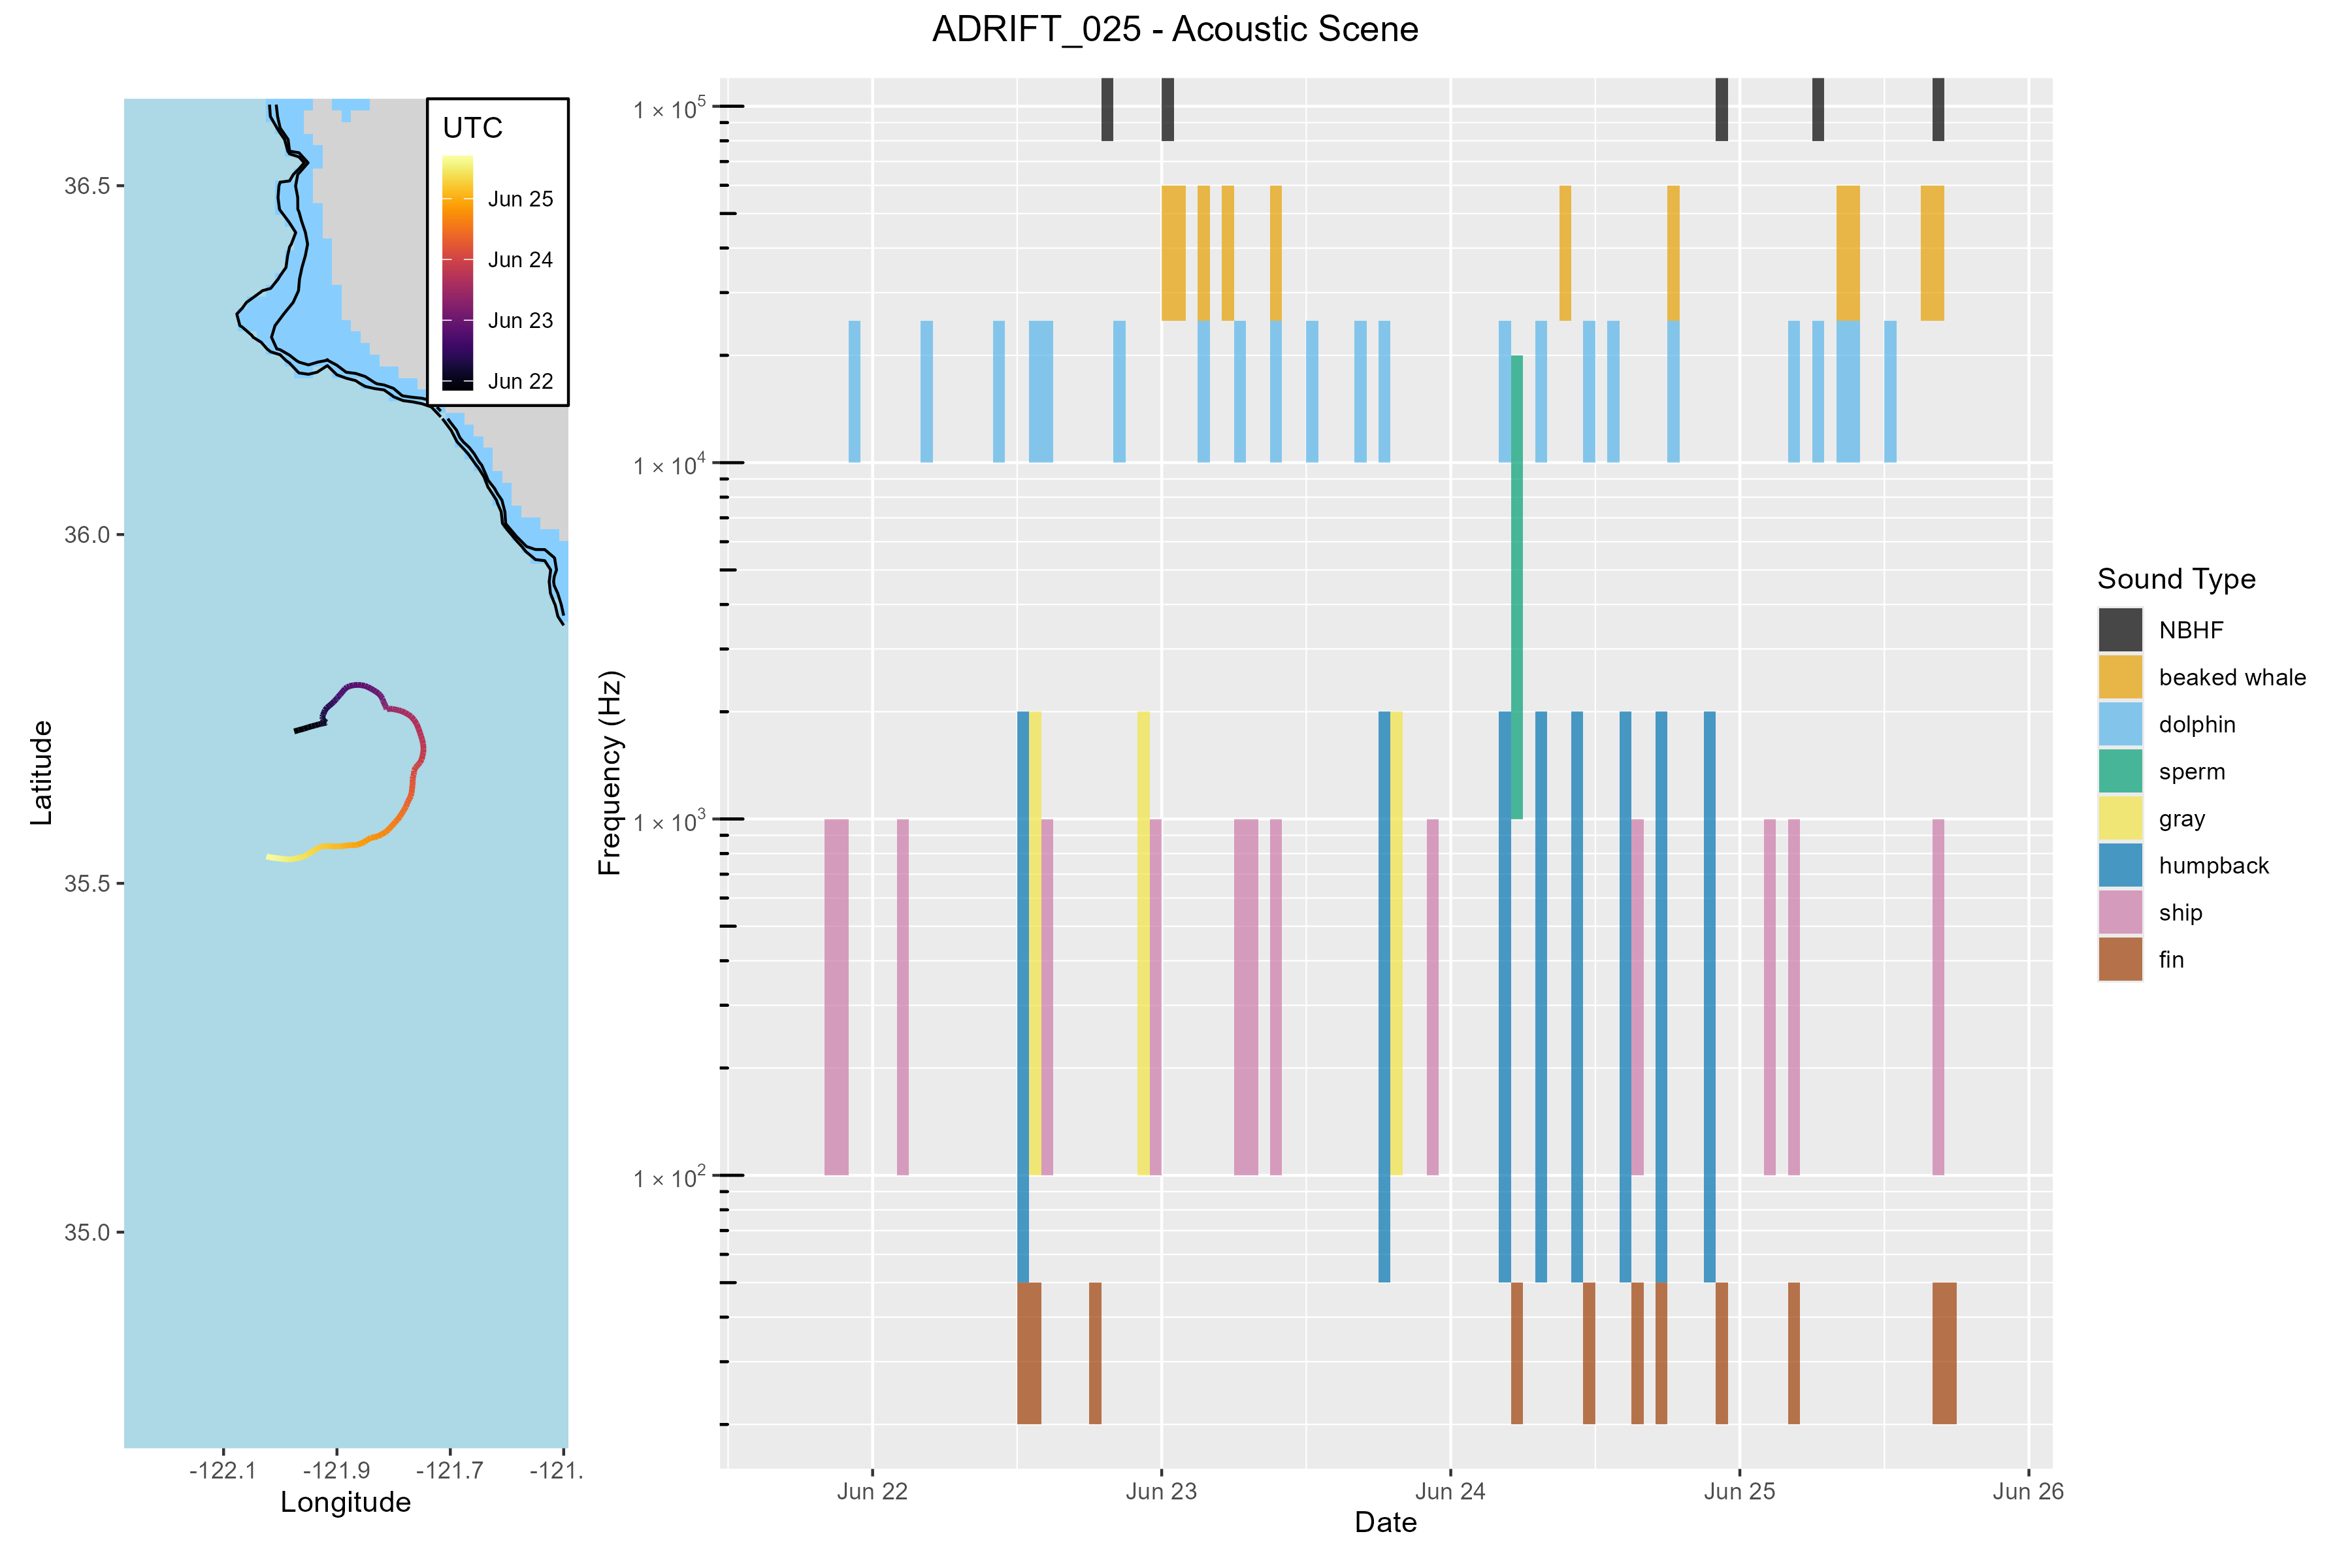 ADRIFT_025 - Acoustic Scene
UTC
Jun 25
Jun 24
Jun 23
Jun 22
36.5
36.0
35.5
35.0
Latitude
-122.1
-121.9
-121.7
-121.
Longitude
1 × 10⁵
1 × 10⁴
1 × 10³
1 × 10²
Frequency (Hz)
Jun 22
Jun 23
Jun 24
Jun 25
Jun 26
Date
Sound Type
NBHF
beaked whale
dolphin
sperm
gray
humpback
ship
fin